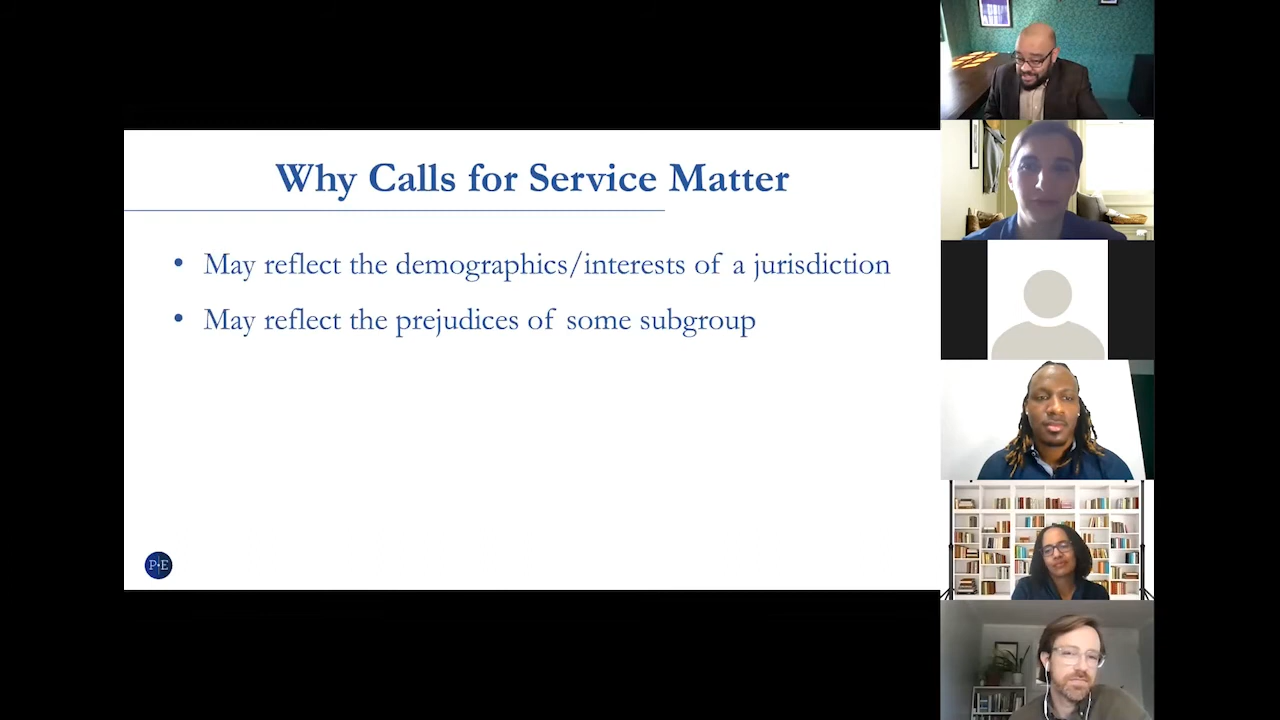 Why Calls for Service Matter
• May reflect the demographics/interests of a jurisdiction
• May reflect the prejudices of some subgroup
P+E